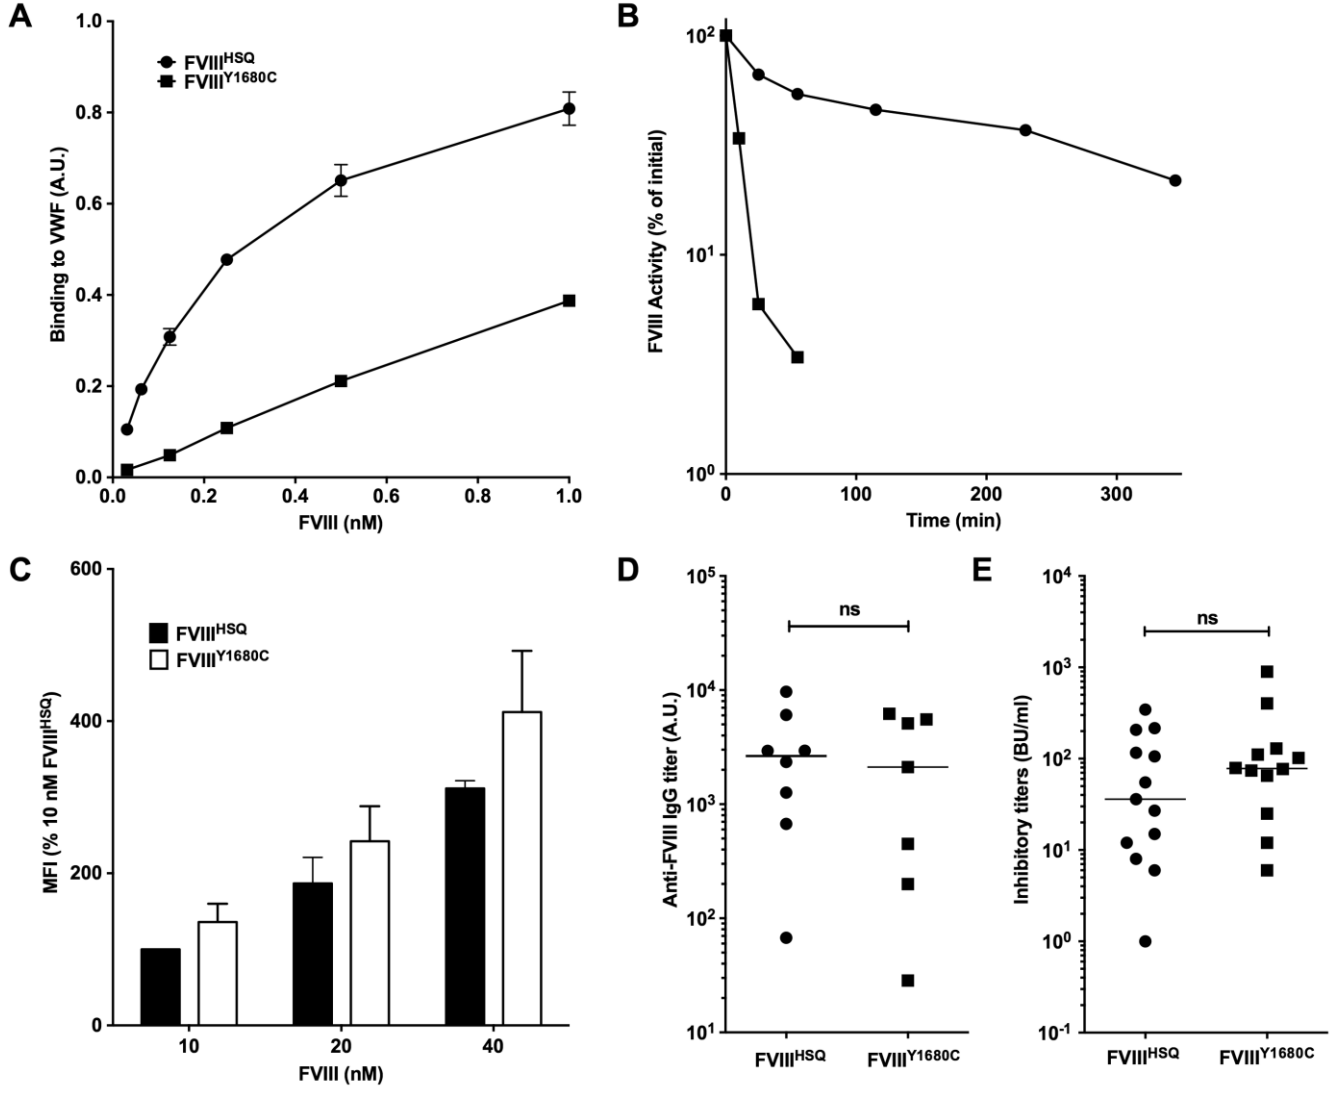 A
1.0
0.8
0.6
0.4
0.2
0.0
Binding to VWF (A.U.)
FVIII^HSQ
FVIII^Y1680C
0.0 0.2 0.4 0.6 0.8 1.0
FVIII (nM)
B
10^2
10^1
10^0
FVIII Activity (% of initial)
0 100 200 300
Time (min)
C
600
400
200
0
MFI (% 10 nM FVIII^HSQ)
FVIII^HSQ
FVIII^Y1680C
10 20 40
FVIII (nM)
D
10^5
10^4
10^3
10^2
10^1
Anti-FVIII IgG titer (A.U.)
ns
FVIII^HSQ FVIII^Y1680C
E
10^4
10^3
10^2
10^1
10^0
10^-1
Inhibitory titers (BU/ml)
ns
FVIII^HSQ FVIII^Y1680C